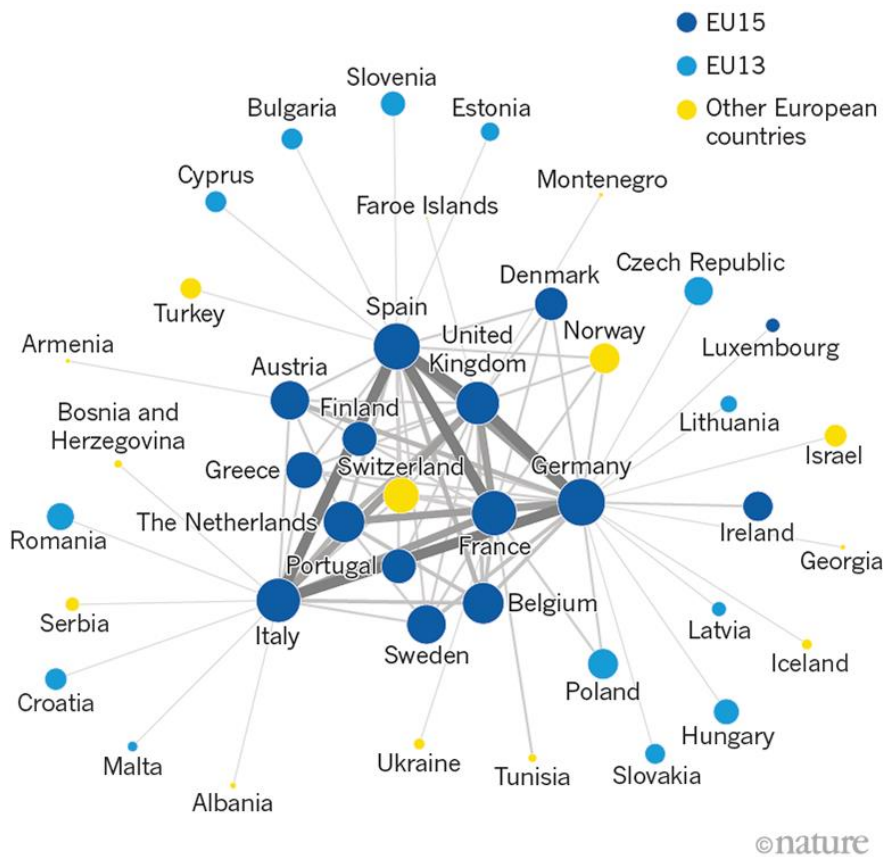 EU15
EU13
Other European
countries
Slovenia
Bulgaria
Estonia
Cyprus
Montenegro
Faroe Islands
Czech Republic
Denmark
Turkey
Spain
United
Kingdom
Norway
Luxembourg
Armenia
Austria
Finland
Lithuania
Bosnia and
Herzegovina
Greece
Switzerland
Germany
Israel
The Netherlands
Romania
France
Ireland
Georgia
Portugal
Serbia
Italy
Belgium
Latvia
Iceland
Sweden
Poland
Croatia
Hungary
Malta
Ukraine
Tunisia
Slovakia
Albania
©nature